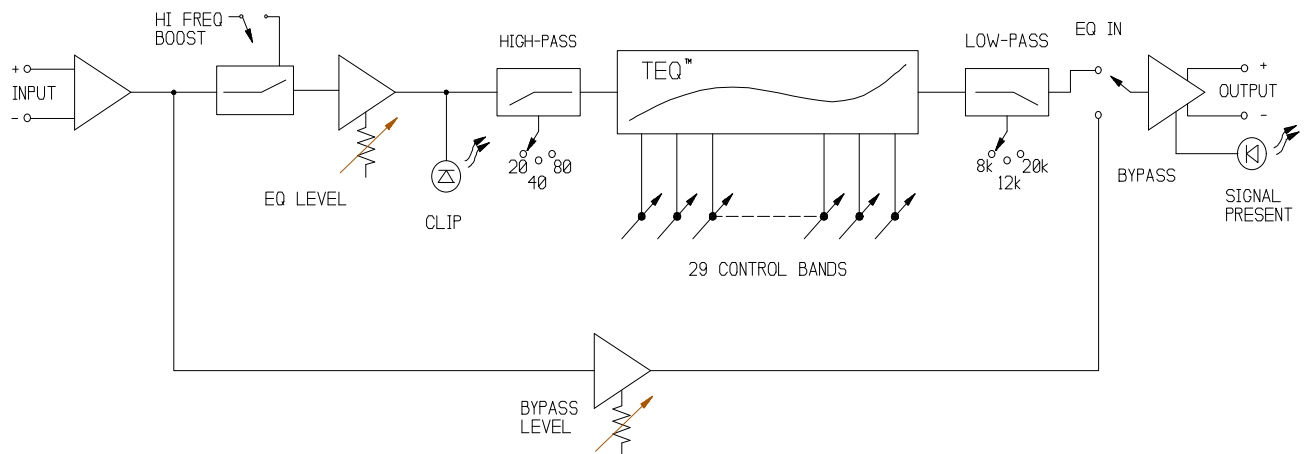 HI FREQ
BOOST
+
INPUT
-
EQ LEVEL
CLIP
HIGH-PASS
20
40
80
TEQ™
29 CONTROL BANDS
LOW-PASS
8k
12k
20k
EQ IN
BYPASS
+
OUTPUT
-
SIGNAL
PRESENT
BYPASS
LEVEL